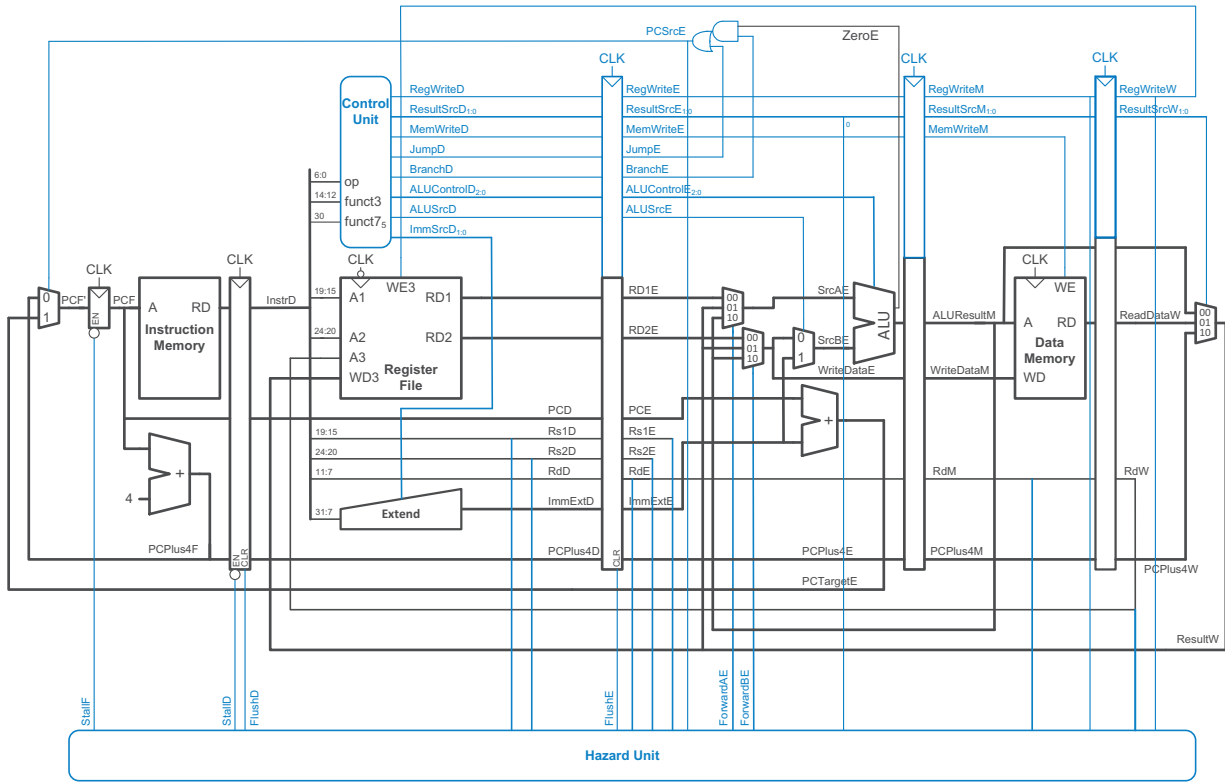 PCSrcE
ZeroE
CLK
CLK
CLK
Control Unit
RegWriteD
RegWriteE
RegWriteM
RegWriteW
ResultSrcD1:0
ResultSrcE1:0
0
ResultSrcM1:0
ResultSrcW1:0
MemWriteD
MemWriteE
MemWriteM
JumpD
JumpE
BranchD
BranchE
6:0
op
14:12
funct3
30
funct75
ALUControlD2:0
ALUControlE2:0
ALUSrcD
ALUSrcE
ImmSrcD1:0
CLK
CLK
CLK
CLK
0
1
PCF'
EN
PCF
A
RD
Instruction Memory
InstrD
19:15
A1
WE3
RD1
24:20
A2
RD2
A3
WD3
Register File
RD1E
RD2E
00
01
10
00
01
10
0
1
SrcAE
SrcBE
ALU
WriteDataE
ALUResultM
WriteDataM
CLK
WE
A
RD
Data Memory
WD
ReadDataW
00
01
10
PCD
PCE
+
19:15
Rs1D
Rs1E
24:20
Rs2D
Rs2E
11:7
RdD
RdE
RdM
RdW
+
4
31:7
Extend
ImmExtD
ImmExtE
PCPlus4F
EN
CLR
PCPlus4D
CLR
PCPlus4E
PCPlus4M
PCPlus4W
PCTargetE
ResultW
StallF
StallD
FlushD
FlushE
ForwardAE
ForwardBE
Hazard Unit